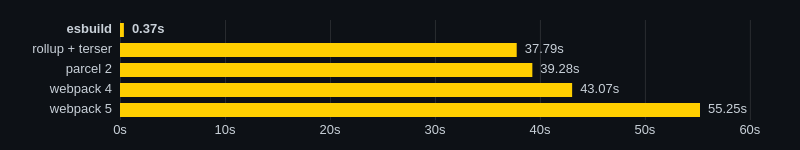 esbuild 0.37s
rollup + terser 37.79s
parcel 2 39.28s
webpack 4 43.07s
webpack 5 55.25s
0s 10s 20s 30s 40s 50s 60s